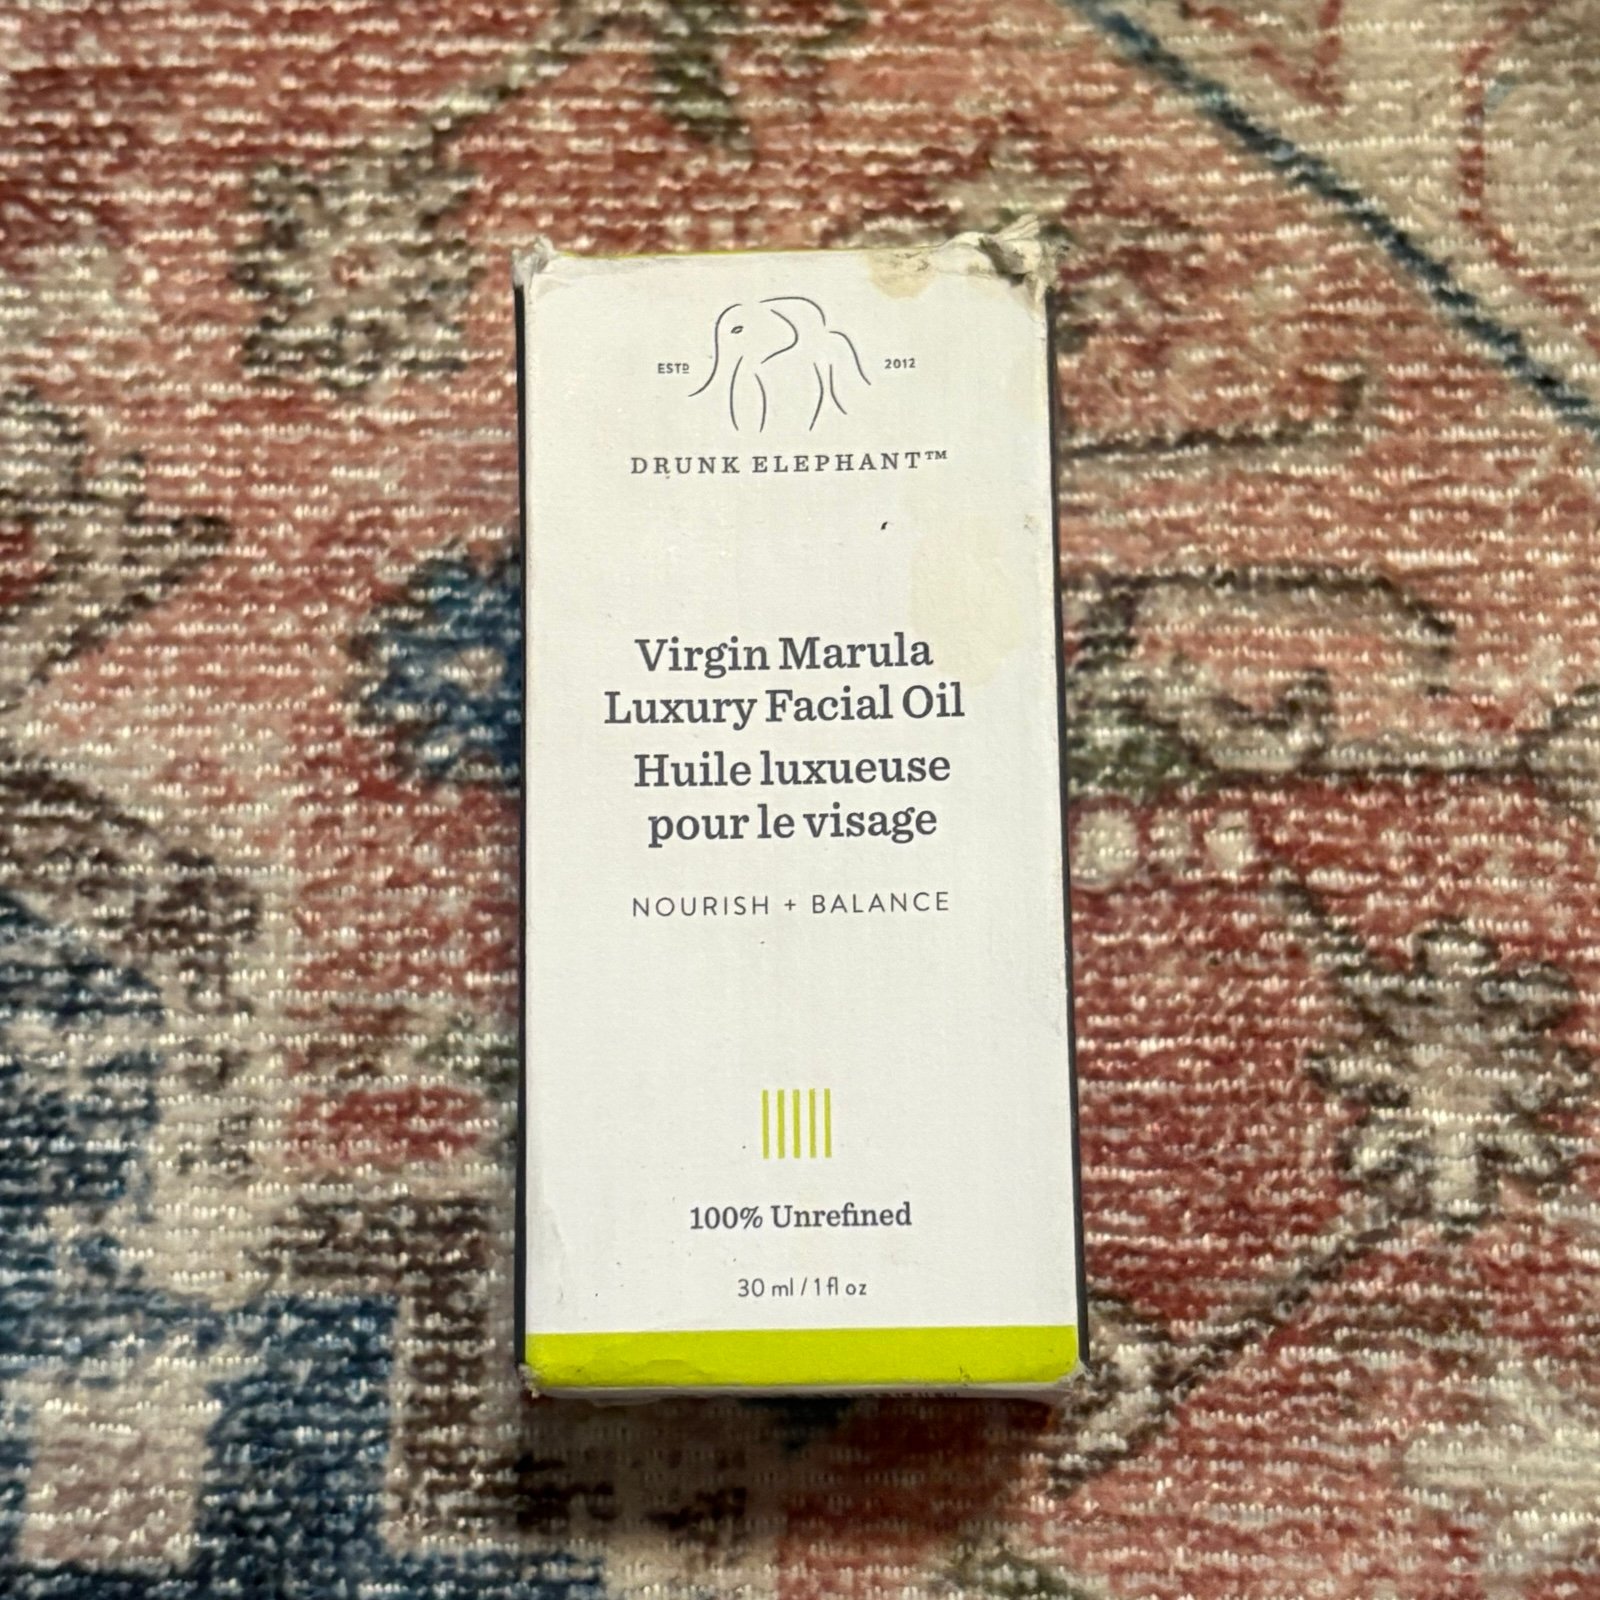 ESTD 2012
DRUNK ELEPHANT™
Virgin Marula
Luxury Facial Oil
Huile luxueuse
pour le visage
NOURISH + BALANCE
100% Unrefined
30 ml / 1 fl oz